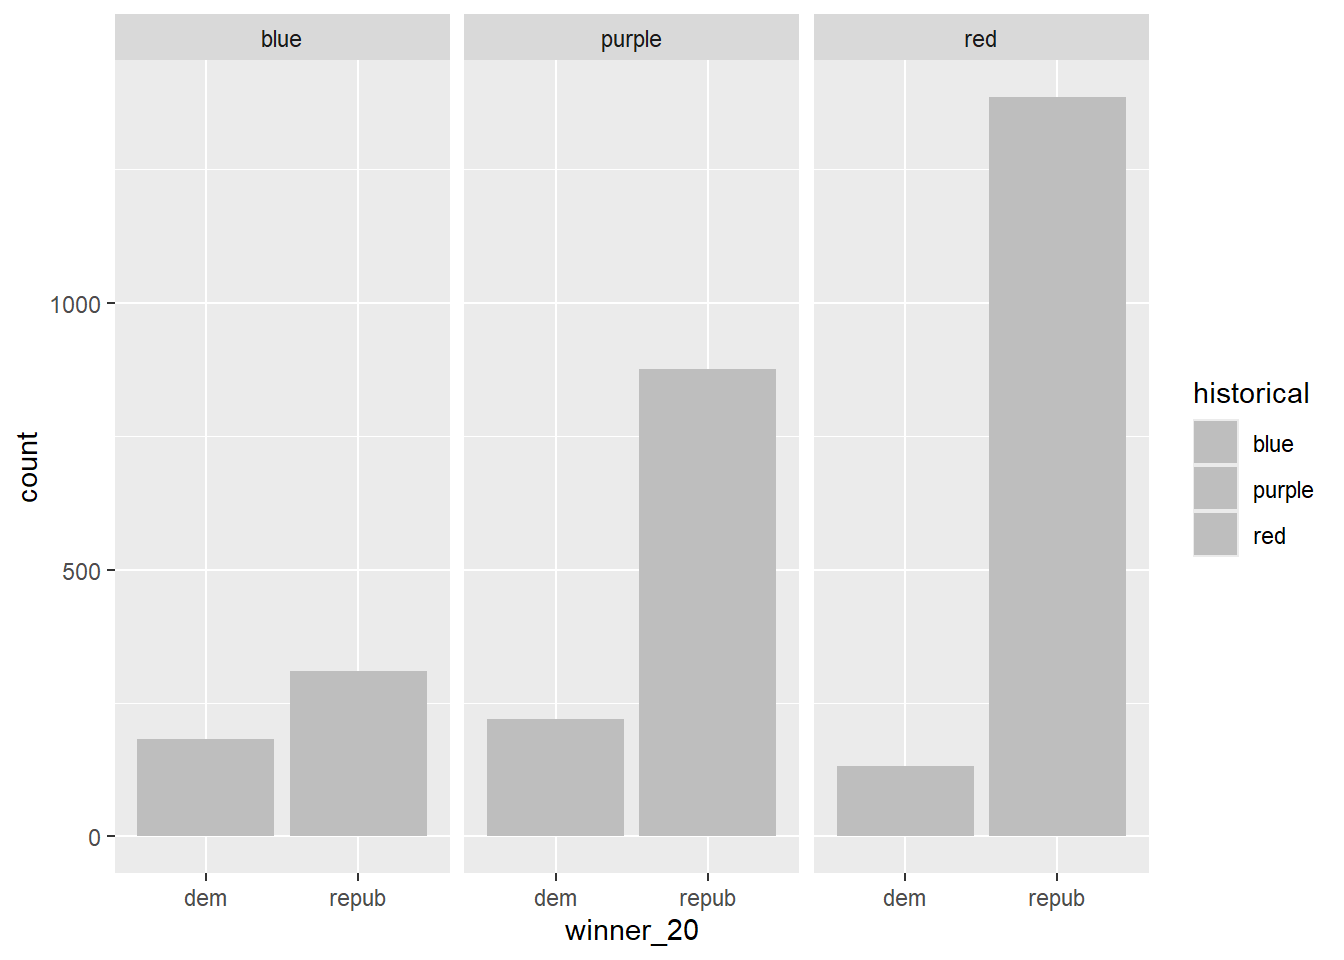 blue
purple
red
1000
500
0
count
dem
repub
dem
repub
dem
repub
winner_20
historical
blue
purple
red